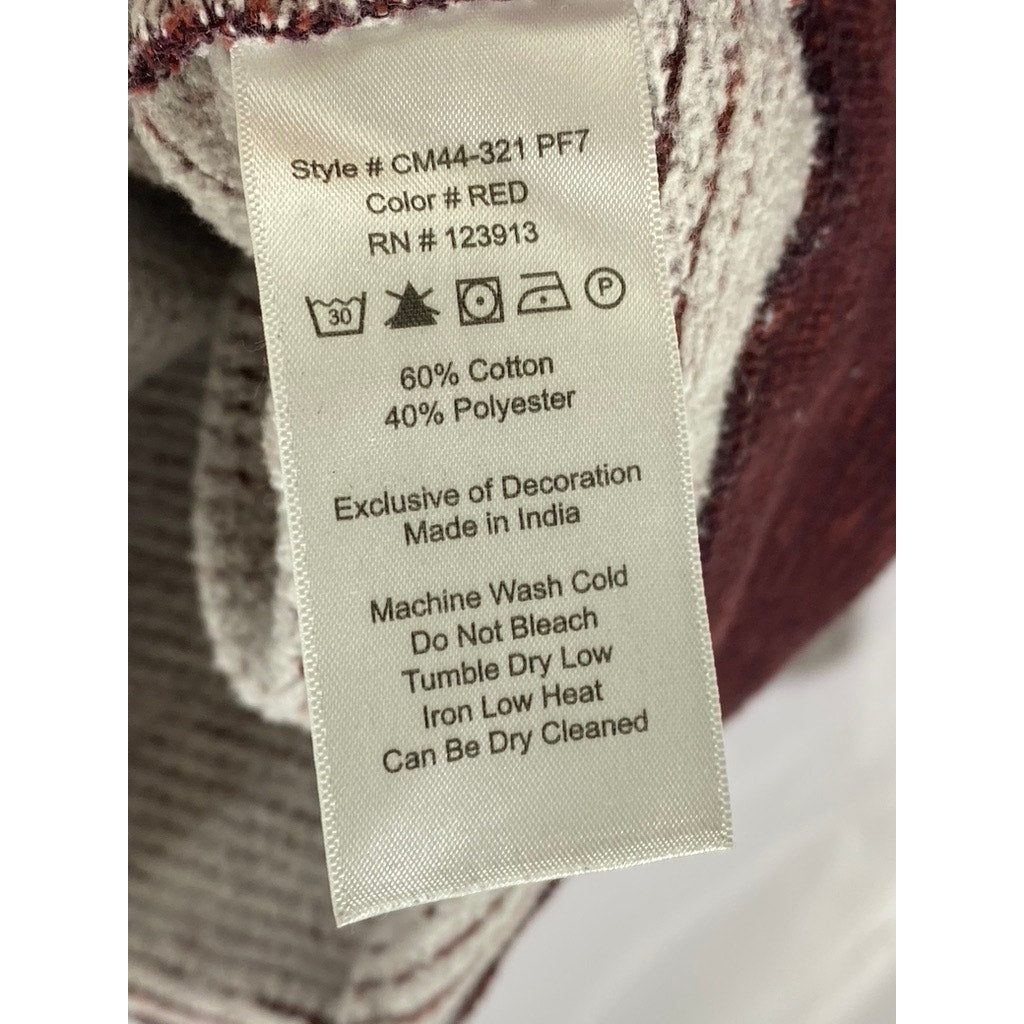 Style # CM44-321 PF7
Color # RED
RN # 123913
30 P
60% Cotton
40% Polyester
Exclusive of Decoration
Made in India
Machine Wash Cold
Do Not Bleach
Tumble Dry Low
Iron Low Heat
Can Be Dry Cleaned